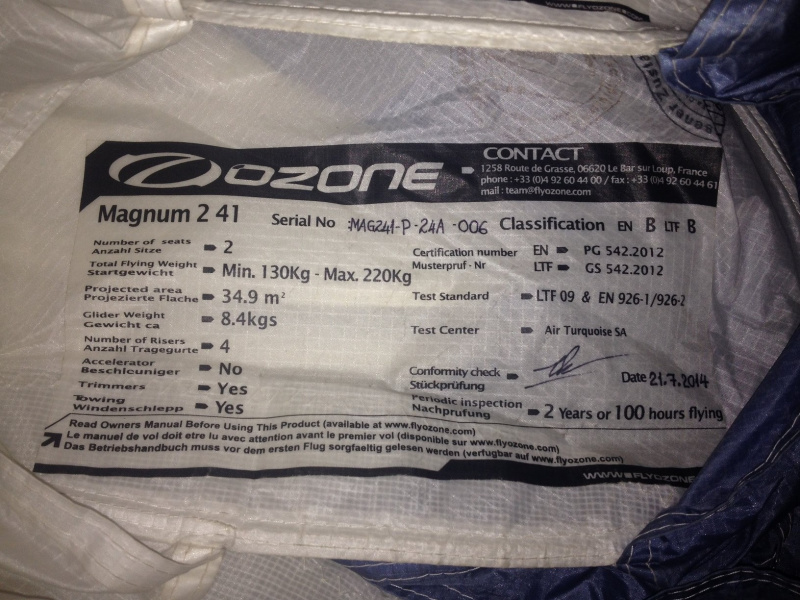 WWW.FLYOZONE.COM
sener Zusta
OZONE
CONTACT
1258 Route de Grasse, 06620 Le Bar sur Loup, France
phone : +33 (0)4 92 60 44 00 / fax : +33 (0)4 92 60 44 61
mail : team@flyozone.com
Magnum 2 41
Serial No :MAG241-P-24A-006
Classification EN B LTF B
Number of seats
Anzahl Sitze
2
Total Flying Weight
Startgewicht
Min. 130Kg - Max. 220Kg
Projected area
Projezierte Flache
34.9 m²
Glider Weight
Gewicht ca
8.4kgs
Number of Risers
Anzahl Tragegurte
4
Accelerator
Beschleuniger
No
Trimmers
Yes
Towing
Windenschlepp
Yes
Certification number EN PG 542.2012
Musterpruf - Nr LTF GS 542.2012
Test Standard LTF 09 & EN 926-1/926-2
Test Center Air Turquoise SA
Conformity check
Stückprüfung
Date 21.7.2014
Periodic inspection
Nachprufung
2 Years or 100 hours flying
Read Owners Manual Before Using This Product (available at www.flyozone.com)
Le manuel de vol doit etre lu avec attention avant le premier vol (disponible sur www.flyozone.com)
Das Betriebshandbuch muss vor dem ersten Flug sorgfaeltig gelesen werden (verfugbar auf www.flyozone.com)
WWW.FLYOZONE